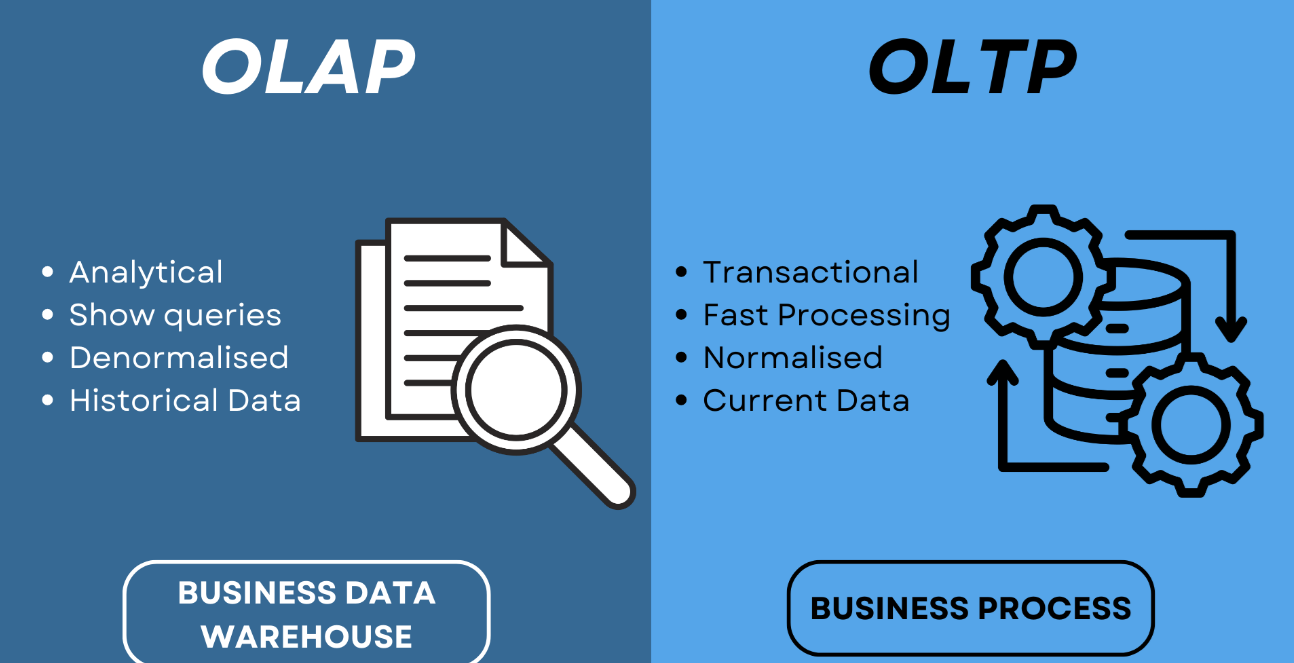 OLAP
• Analytical
• Show queries
• Denormalised
• Historical Data
BUSINESS DATA
WAREHOUSE
OLTP
• Transactional
• Fast Processing
• Normalised
• Current Data
BUSINESS PROCESS